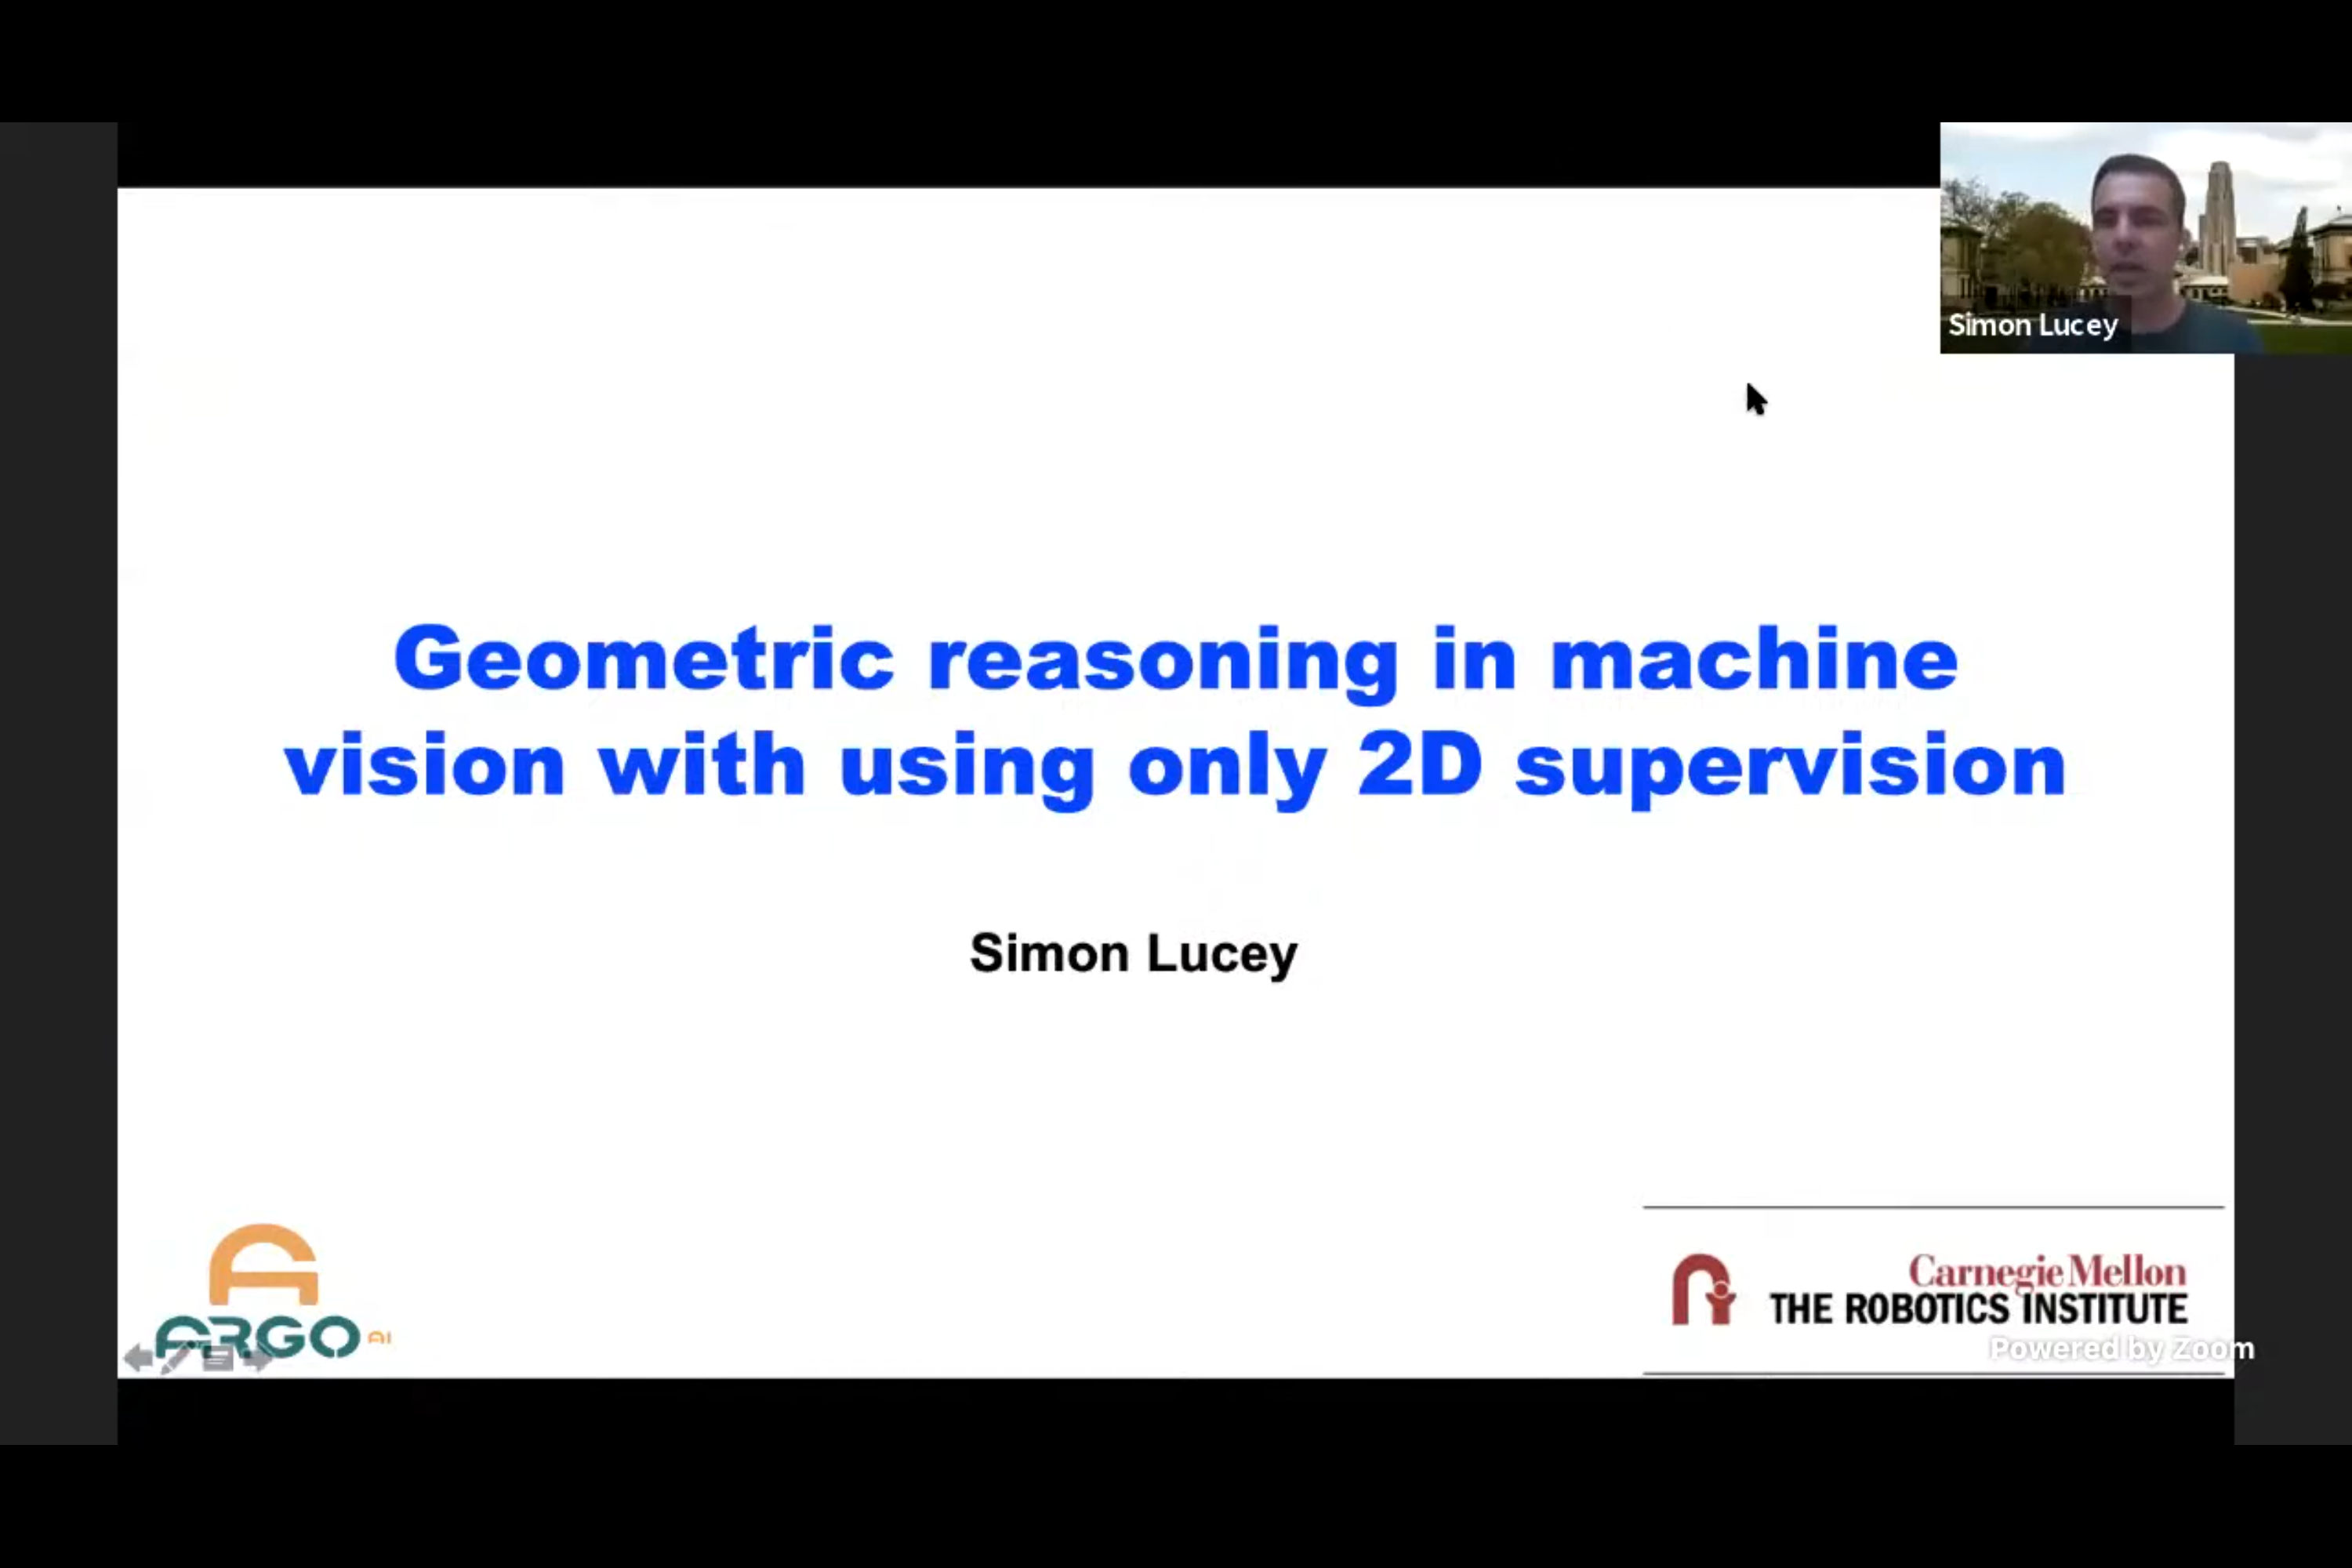 Simon Lucey
Geometric reasoning in machine
vision with using only 2D supervision
Simon Lucey
ARGO AI
Carnegie Mellon
THE ROBOTICS INSTITUTE
Powered by Zoom